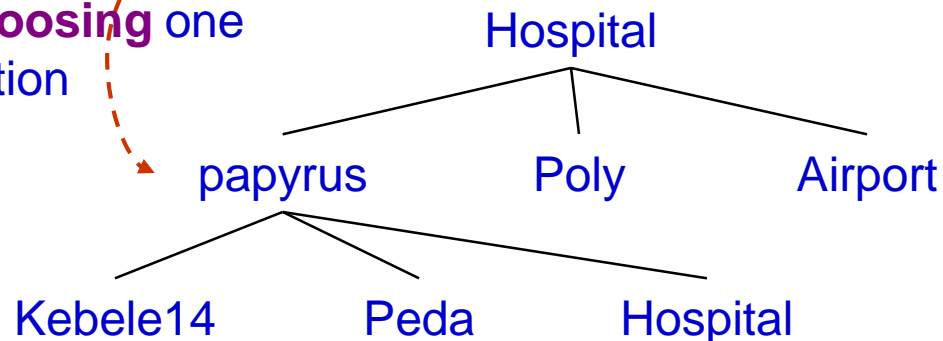 oosing one
tion
Hospital
papyrus Poly Airport
Kebele14 Peda Hospital